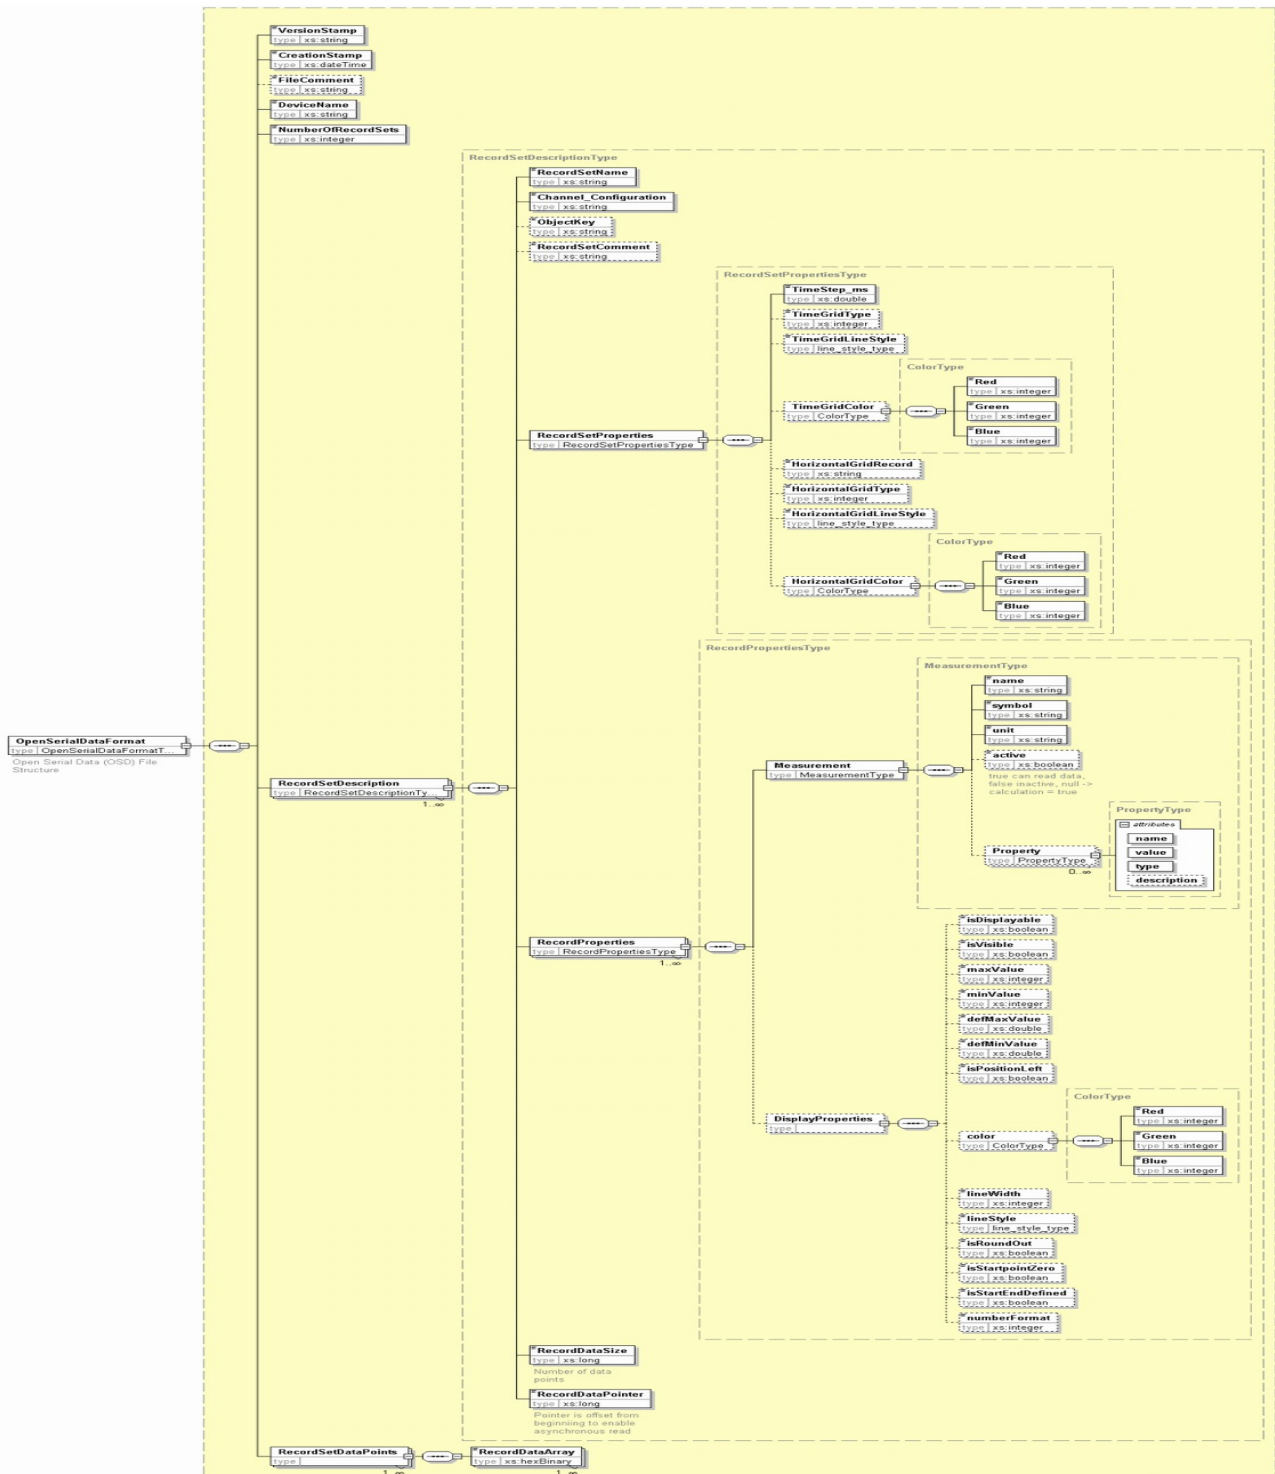 VersionStamp
type xs:string
CreationStamp
type xs:dateTime
FileComment
type xs:string
DeviceName
type xs:string
NumberOfRecordSets
type xs:integer
RecordSetDescriptionType
RecordSetName
type xs:string
Channel_Configuration
type xs:string
ObjectKey
type xs:string
RecordSetComment
type xs:string
RecordSetPropertiesType
TimeStep_ms
type xs:double
TimeGridType
type xs:integer
TimeGridLineStyle
type line_style_type
ColorType
Red
type xs:integer
TimeGridColor
type ColorType
Green
type xs:integer
Blue
type xs:integer
RecordSetProperties
type RecordSetPropertiesType
HorizontalGridRecord
type xs:string
HorizontalGridType
type xs:integer
HorizontalGridLineStyle
type line_style_type
ColorType
Red
type xs:integer
HorizontalGridColor
type ColorType
Green
type xs:integer
Blue
type xs:integer
RecordPropertiesType
MeasurementType
name
type xs:string
symbol
type xs:string
unit
type xs:string
OpenSerialDataFormat
type OpenSerialDataFormatT...
Open Serial Data (OSD) File
Structure
RecordSetDescription
type RecordSetDescriptionTy...
1..∞
Measurement
type MeasurementType
active
type xs:boolean
true can read data,
false inactive, null ->
calculation = true
PropertyType
attributes
name
value
type
description
Property
type PropertyType
0..∞
RecordProperties
type RecordPropertiesType
1..∞
isDisplayable
type xs:boolean
isVisible
type xs:boolean
maxValue
type xs:integer
minValue
type xs:integer
defMaxValue
type xs:double
defMinValue
type xs:double
isPositionLeft
type xs:boolean
DisplayProperties
type
ColorType
Red
type xs:integer
color
type ColorType
Green
type xs:integer
Blue
type xs:integer
lineWidth
type xs:integer
lineStyle
type line_style_type
isRoundOut
type xs:boolean
isStartpointZero
type xs:boolean
isStartEndDefined
type xs:boolean
numberFormat
type xs:integer
RecordDataSize
type xs:long
Number of data
points
RecordDataPointer
type xs:long
Pointer is offset from
beginniing to enable
asynchronous read
RecordSetDataPoints
type
1..∞
RecordDataArray
type xs:hexBinary
1..∞